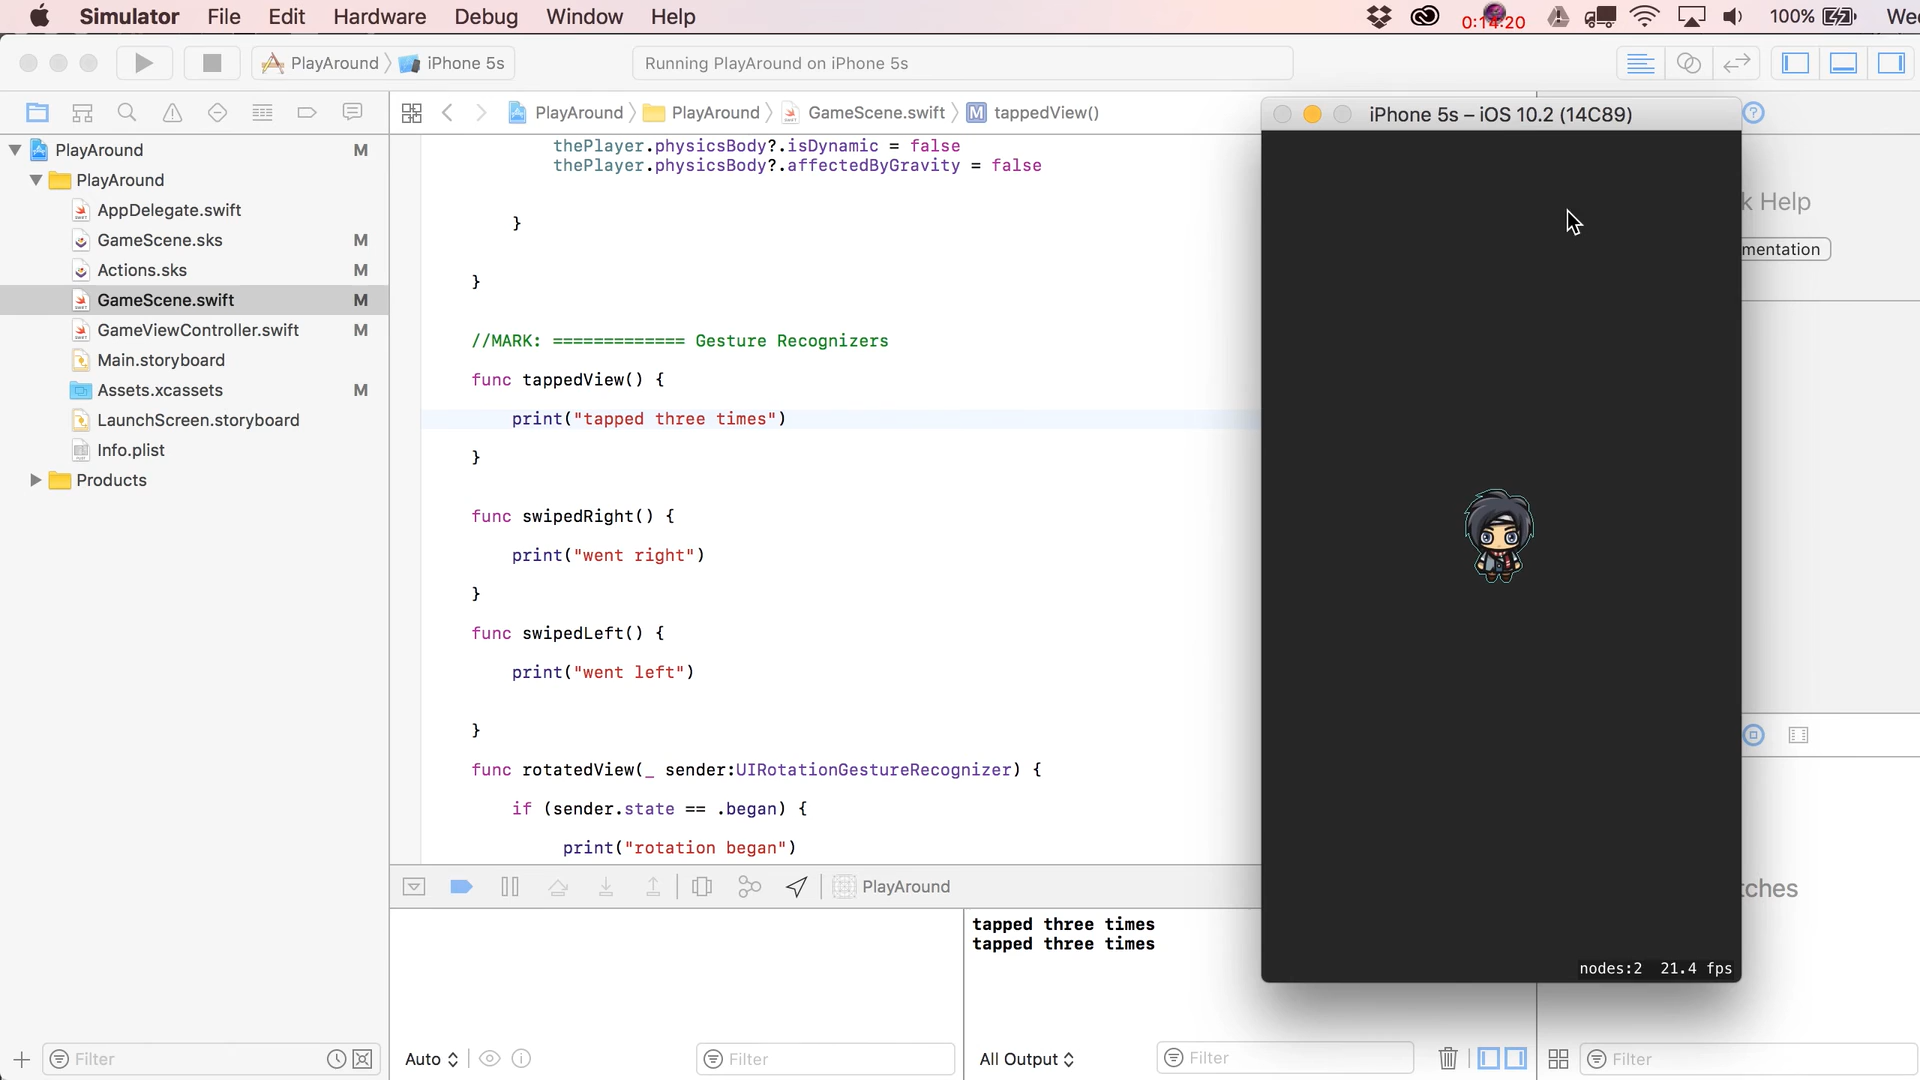 Simulator File Edit Hardware Debug Window Help 0:14:20 100% Wed
PlayAround iPhone 5s Running PlayAround on iPhone 5s
PlayAround PlayAround GameScene.swift M tappedView()
iPhone 5s – iOS 10.2 (14C89)
PlayAround M
PlayAround
AppDelegate.swift
GameScene.sks M
Actions.sks M
GameScene.swift M
GameViewController.swift M
Main.storyboard
Assets.xcassets M
LaunchScreen.storyboard
Info.plist
Products
thePlayer.physicsBody?.isDynamic = false
thePlayer.physicsBody?.affectedByGravity = false
}
}
//MARK: ============= Gesture Recognizers
func tappedView() {
print("tapped three times")
}
func swipedRight() {
print("went right")
}
func swipedLeft() {
print("went left")
}
func rotatedView(_ sender:UIRotationGestureRecognizer) {
if (sender.state == .began) {
print("rotation began")
k Help
mentation
tches
nodes:2 21.4 fps
PlayAround
tapped three times
tapped three times
Filter
Auto
Filter
All Output
Filter
Filter